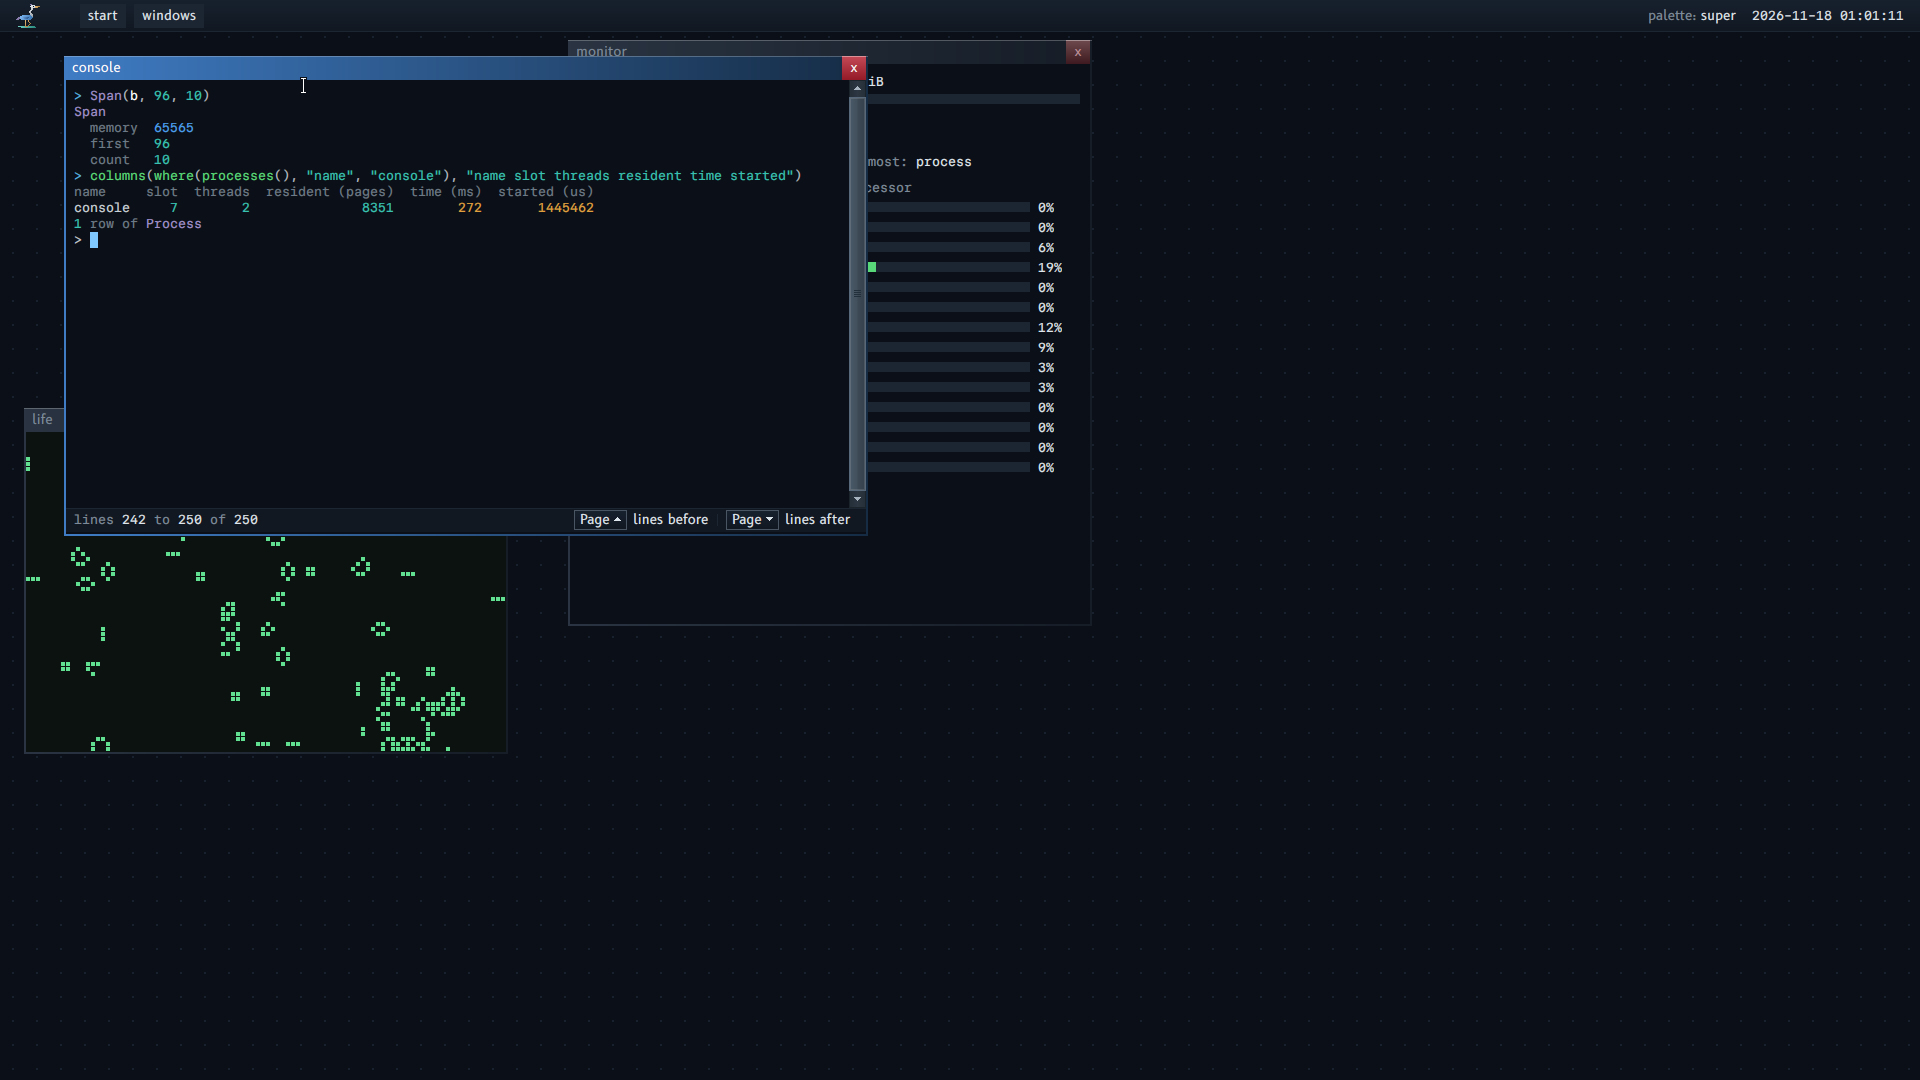 start windows palette: super 2026-11-18 01:01:11
monitor x
console x
> Span(b, 96, 10)
Span
memory 65565
first 96
count 10
> columns(where(processes(), "name", "console"), "name slot threads resident time started")
name slot threads resident (pages) time (ms) started (us)
console 7 2 8351 272 1445462
1 row of Process
>
lines 242 to 250 of 250 Page lines before Page lines after
iB
most: process
cessor
0%
0%
6%
19%
0%
0%
12%
9%
3%
3%
0%
0%
0%
0%
life